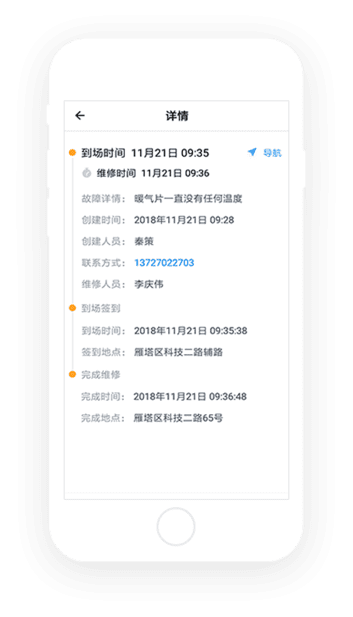 详情
到场时间 11月21日 09:35 导航
维修时间 11月21日 09:36
故障详情： 暖气片一直没有任何温度
创建时间： 2018年11月21日 09:28
创建人员： 秦策
联系方式： 13727022703
维修人员： 李庆伟
到场签到
到场时间： 2018年11月21日 09:35:38
签到地点： 雁塔区科技二路辅路
完成维修
完成时间： 2018年11月21日 09:36:48
完成地点： 雁塔区科技二路65号